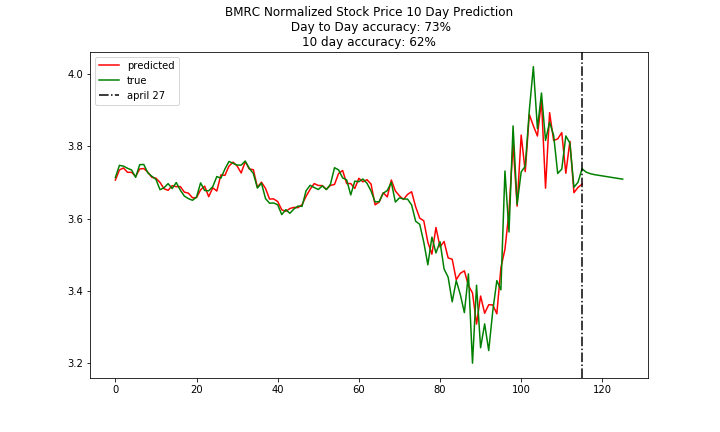 BMRC Normalized Stock Price 10 Day Prediction
Day to Day accuracy: 73%
10 day accuracy: 62%
predicted
true
april 27
4.0
3.8
3.6
3.4
3.2
0 20 40 60 80 100 120